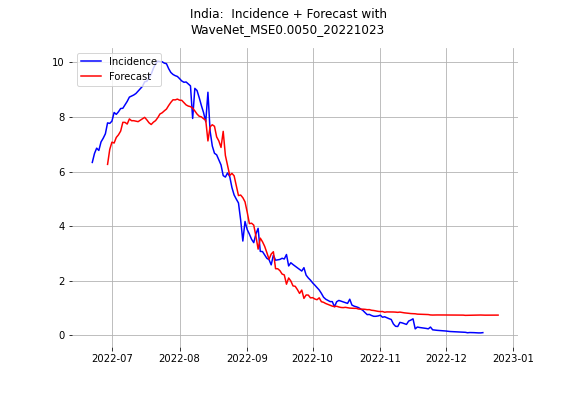 India:  Incidence + Forecast with
WaveNet_MSE0.0050_20221023
Incidence
Forecast
10
8
6
4
2
0
2022-07 2022-08 2022-09 2022-10 2022-11 2022-12 2023-01